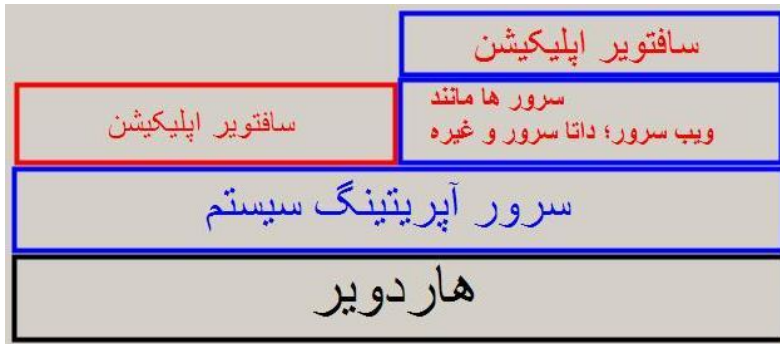 سافتویر اپلیکیشن
سرور ها مانند
ویب سرور؛ داتا سرور و غیره
سافتویر اپلیکیشن
سرور آپریتینگ سیستم
هاردویر